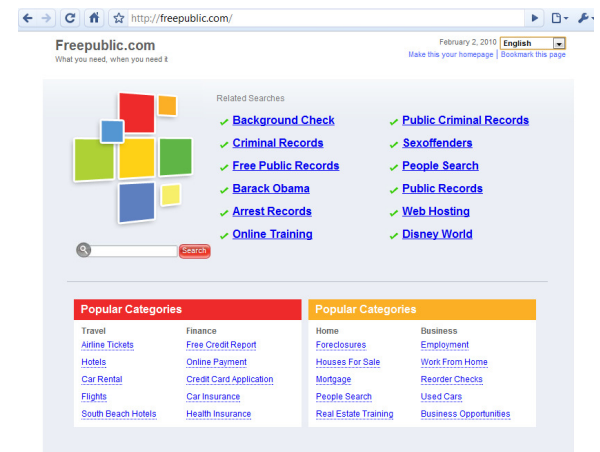 http://freepublic.com/
Freepublic.com
What you need, when you need it
February 2, 2010 English
Make this your homepage | Bookmark this page
Related Searches
Background Check
Criminal Records
Free Public Records
Barack Obama
Arrest Records
Online Training
Public Criminal Records
Sexoffenders
People Search
Public Records
Web Hosting
Disney World
Search
Popular Categories
Travel
Airline Tickets
Hotels
Car Rental
Flights
South Beach Hotels
Finance
Free Credit Report
Online Payment
Credit Card Application
Car Insurance
Health Insurance
Popular Categories
Home
Foreclosures
Houses For Sale
Mortgage
People Search
Real Estate Training
Business
Employment
Work From Home
Reorder Checks
Used Cars
Business Opportunities